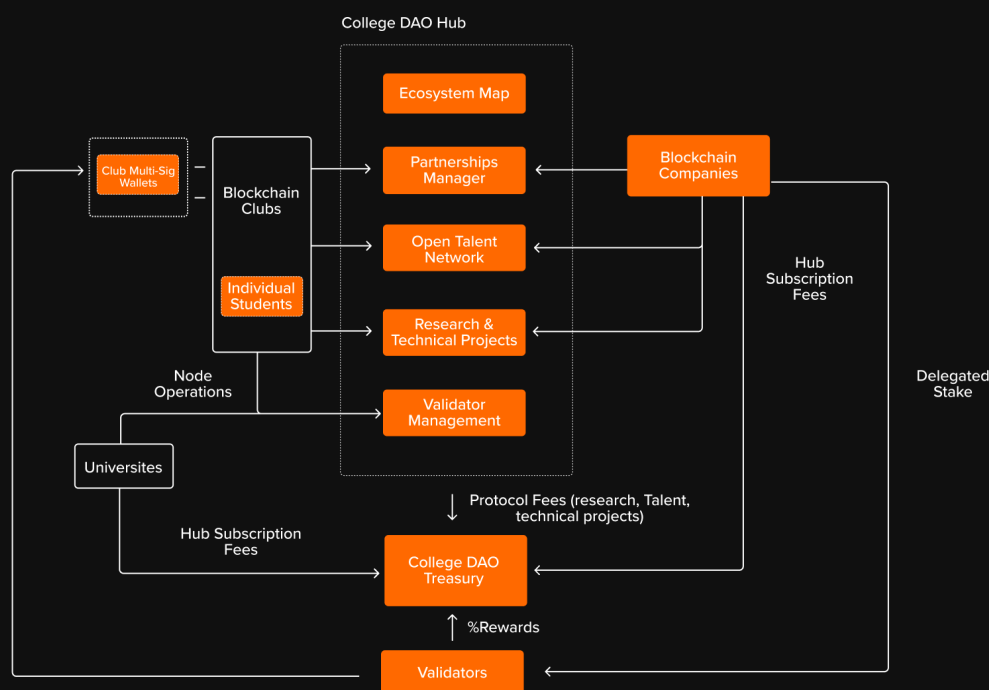 College DAO Hub
Ecosystem Map
Club Multi-Sig
Wallets
Blockchain
Clubs
Partnerships
Manager
Blockchain
Companies
Open Talent
Network
Individual
Students
Hub
Subscription
Fees
Research &
Technical Projects
Node
Operations
Delegated
Stake
Validator
Management
Universites
Protocol Fees (research, Talent,
technical projects)
Hub Subscription
Fees
College DAO
Treasury
%Rewards
Validators